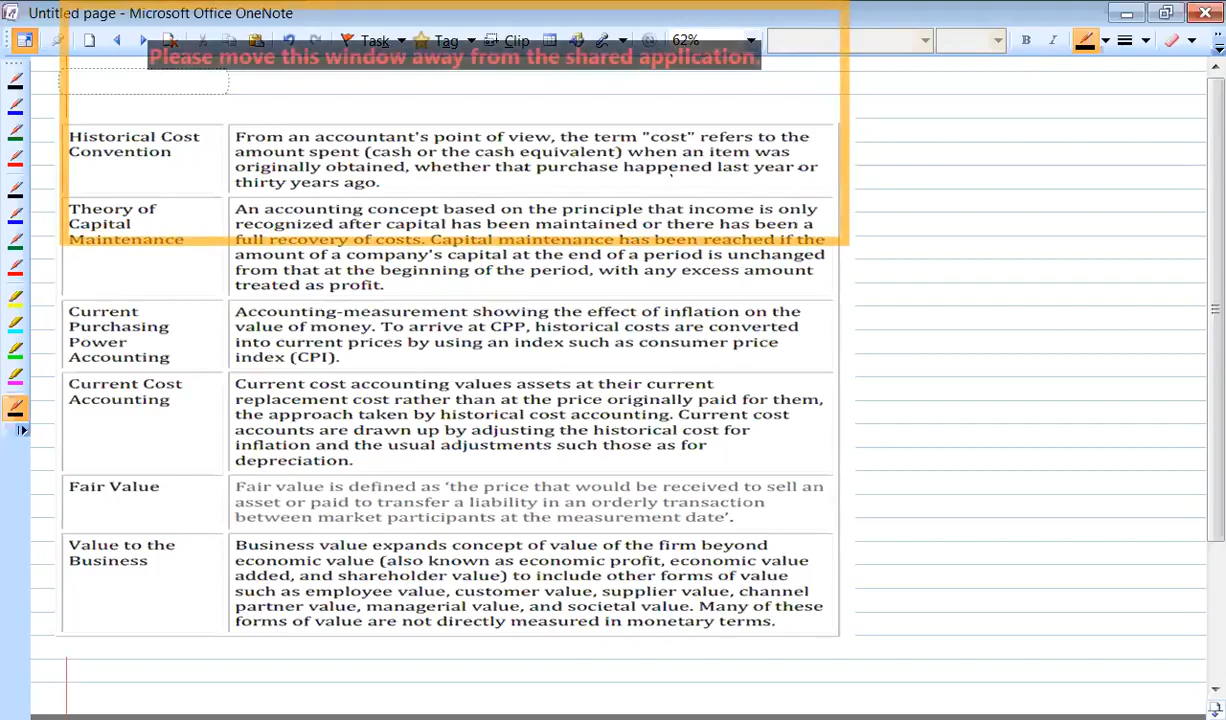 Untitled page - Microsoft Office OneNote
Task
Tag
Clip
62%
B
I
Please move this window away from the shared application.
Historical Cost
Convention
From an accountant's point of view, the term "cost" refers to the
amount spent (cash or the cash equivalent) when an item was
originally obtained, whether that purchase happened last year or
thirty years ago.
Theory of
Capital
Maintenance
An accounting concept based on the principle that income is only
recognized after capital has been maintained or there has been a
full recovery of costs. Capital maintenance has been reached if the
amount of a company's capital at the end of a period is unchanged
from that at the beginning of the period, with any excess amount
treated as profit.
Current
Purchasing
Power
Accounting
Accounting-measurement showing the effect of inflation on the
value of money. To arrive at CPP, historical costs are converted
into current prices by using an index such as consumer price
index (CPI).
Current Cost
Accounting
Current cost accounting values assets at their current
replacement cost rather than at the price originally paid for them,
the approach taken by historical cost accounting. Current cost
accounts are drawn up by adjusting the historical cost for
inflation and the usual adjustments such those as for
depreciation.
Fair Value
Fair value is defined as ‘the price that would be received to sell an
asset or paid to transfer a liability in an orderly transaction
between market participants at the measurement date’.
Value to the
Business
Business value expands concept of value of the firm beyond
economic value (also known as economic profit, economic value
added, and shareholder value) to include other forms of value
such as employee value, customer value, supplier value, channel
partner value, managerial value, and societal value. Many of these
forms of value are not directly measured in monetary terms.